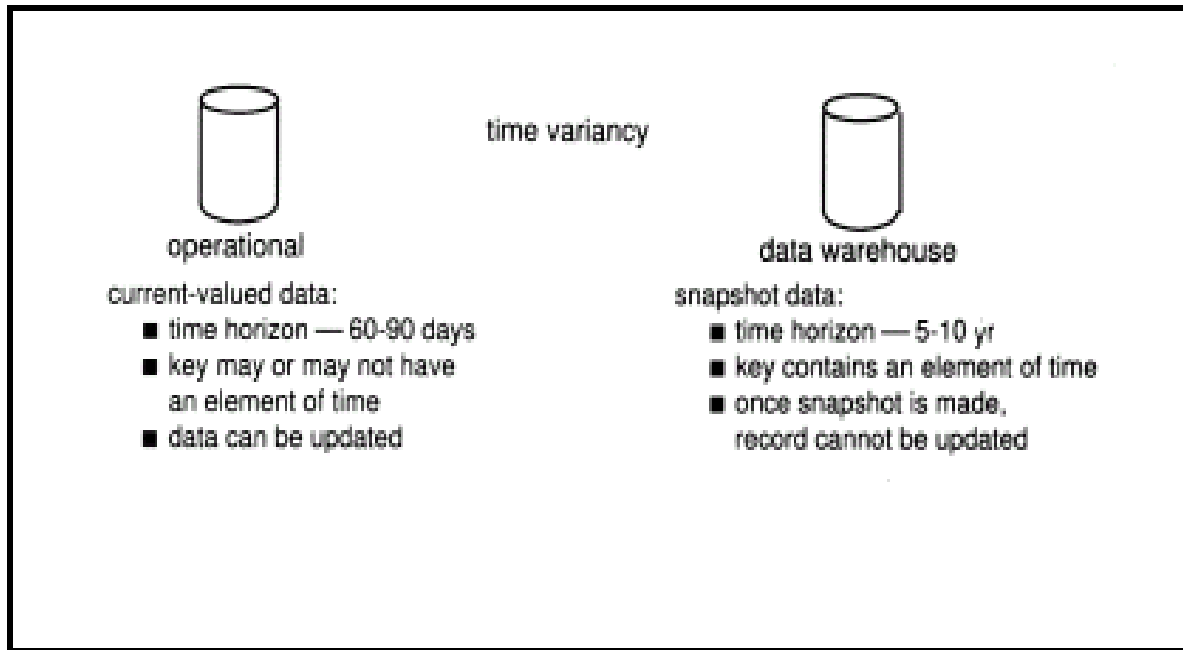 time variancy
operational
current-valued data:
■ time horizon — 60-90 days
■ key may or may not have
an element of time
■ data can be updated
data warehouse
snapshot data:
■ time horizon — 5-10 yr
■ key contains an element of time
■ once snapshot is made,
record cannot be updated